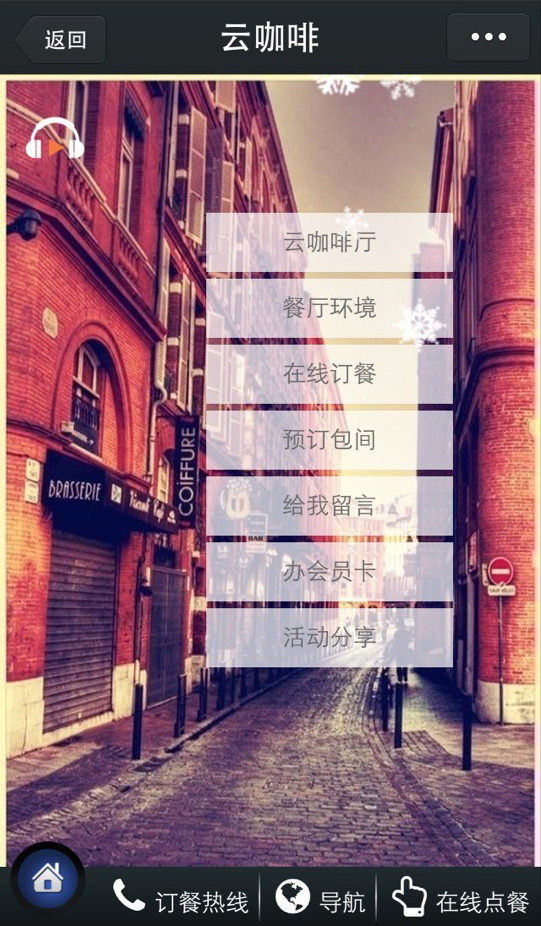 返回
云咖啡
云咖啡厅
餐厅环境
在线订餐
预订包间
给我留言
办会员卡
活动分享
COIFFURE
BRASSERIE
BAR
订餐热线
导航
在线点餐